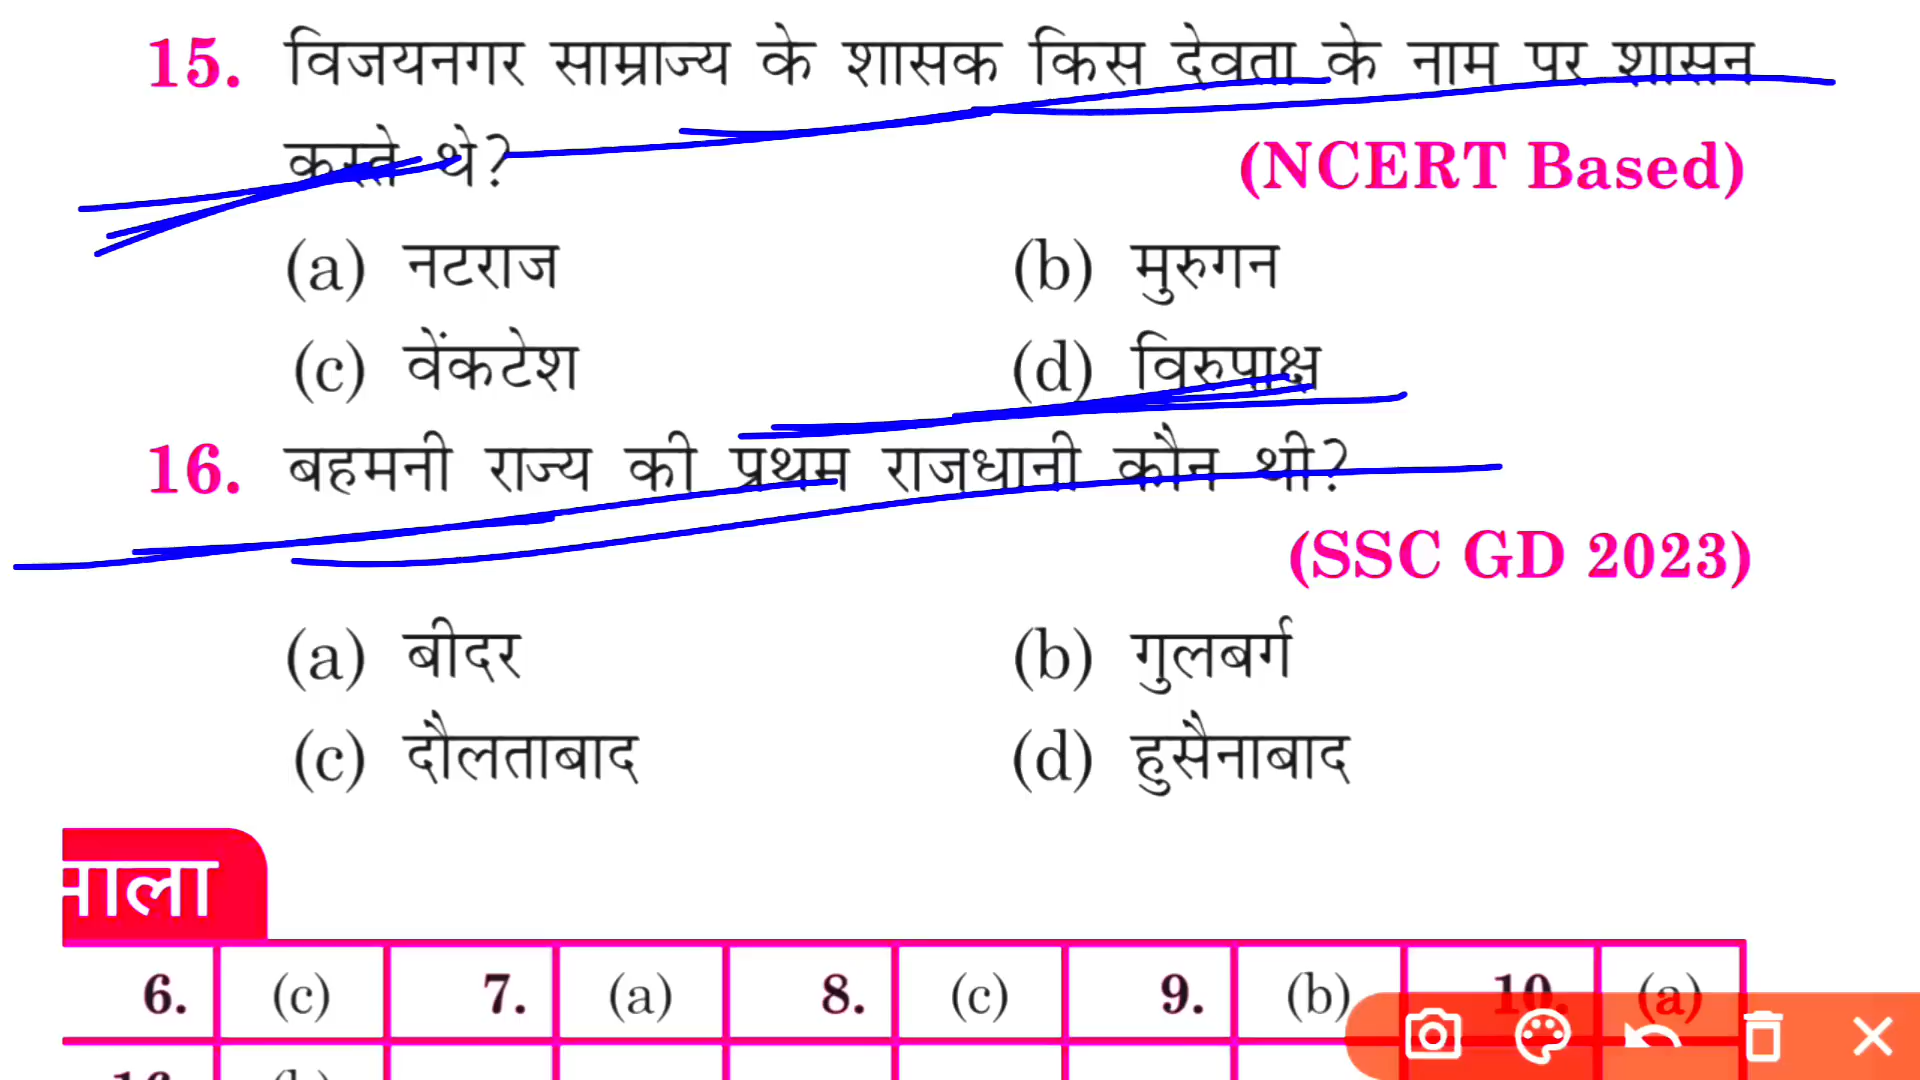 15. विजयनगर साम्राज्य के शासक किस देवता के नाम पर शासन
करते थे? (NCERT Based)
(a) नटराज (b) मुरुगन
(c) वेंकटेश (d) विरुपाक्ष
16. बहमनी राज्य की प्रथम राजधानी कौन थी?
(SSC GD 2023)
(a) बीदर (b) गुलबर्ग
(c) दौलताबाद (d) हुसैनाबाद
माला
6. (c) 7. (a) 8. (c) 9. (b) 10. (a)